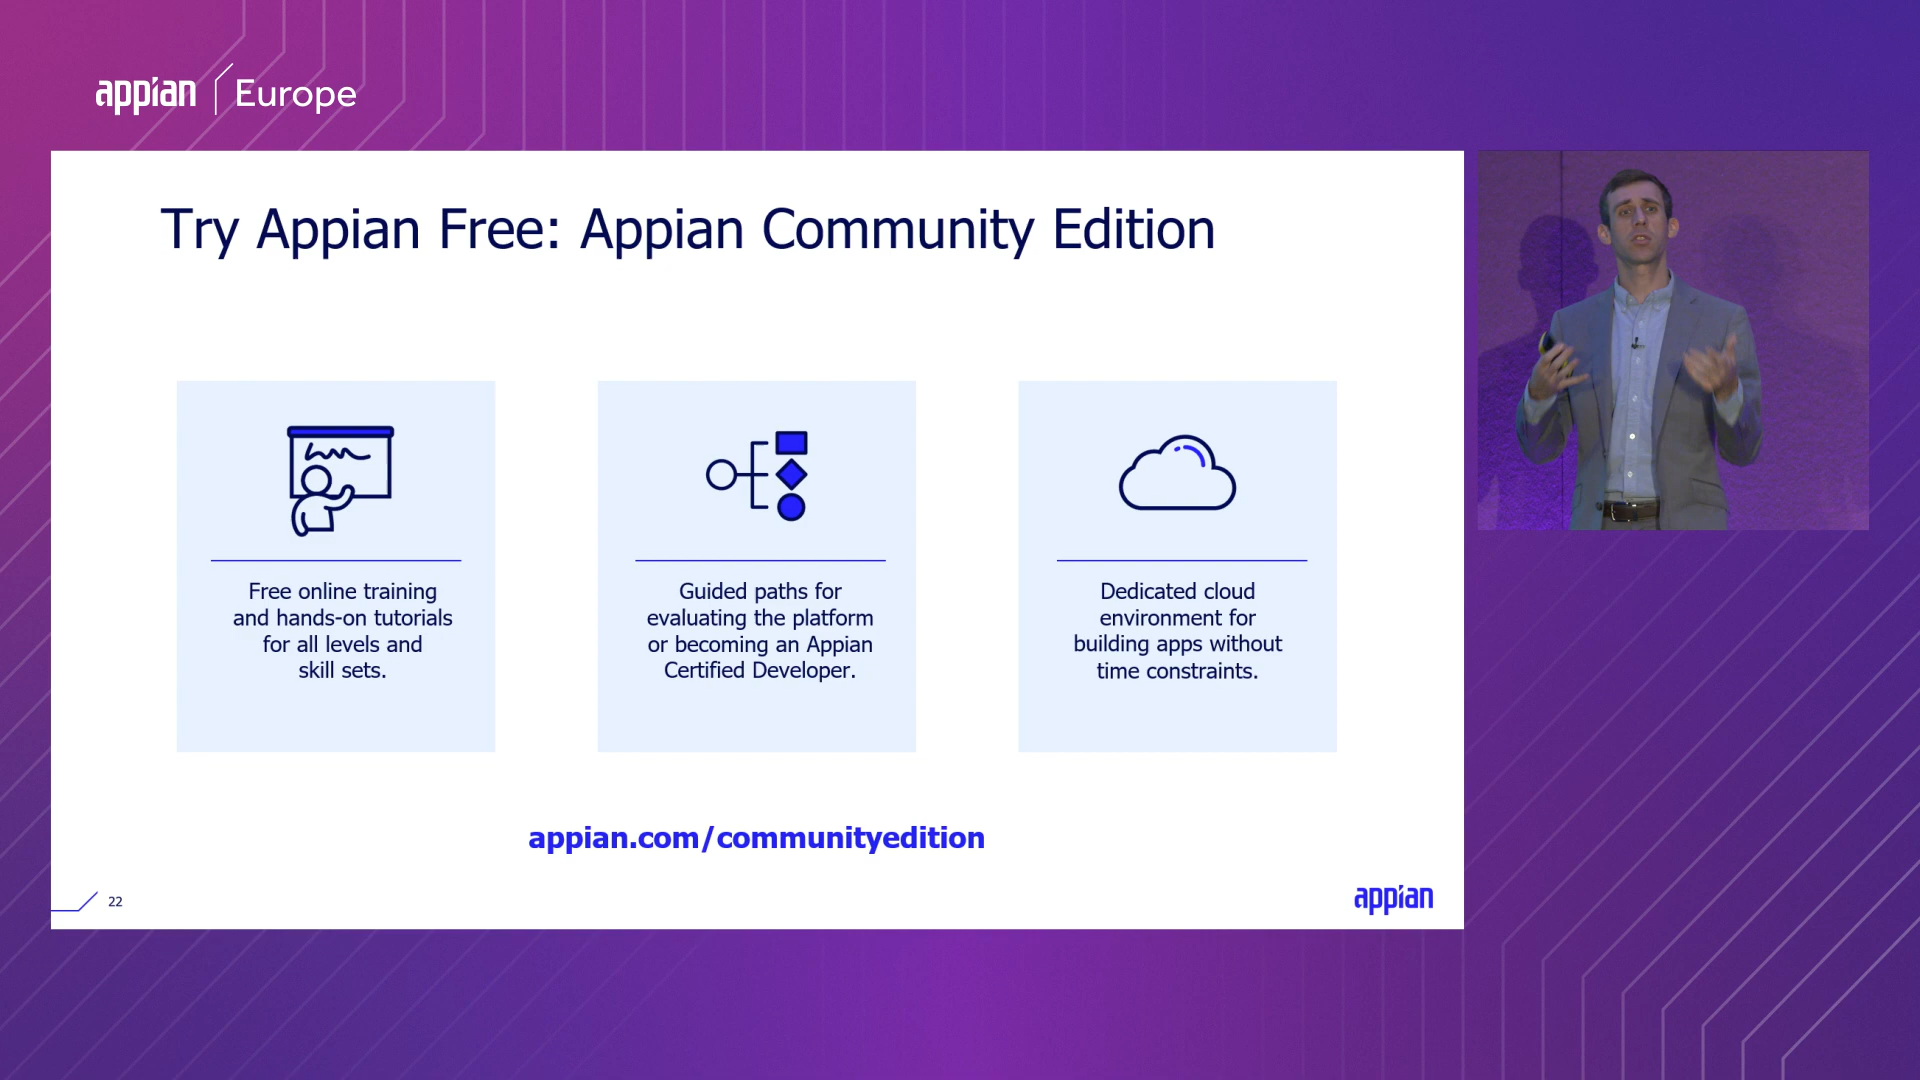 appian Europe
Try Appian Free: Appian Community Edition
Free online training
and hands-on tutorials
for all levels and
skill sets.
Guided paths for
evaluating the platform
or becoming an Appian
Certified Developer.
Dedicated cloud
environment for
building apps without
time constraints.
appian.com/communityedition
22
appian